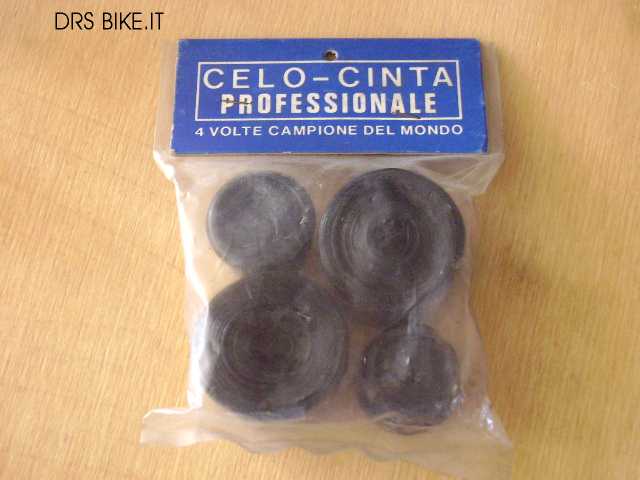 DRS BIKE.IT
CELO-CINTA
PROFESSIONALE
4 VOLTE CAMPIONE DEL MONDO